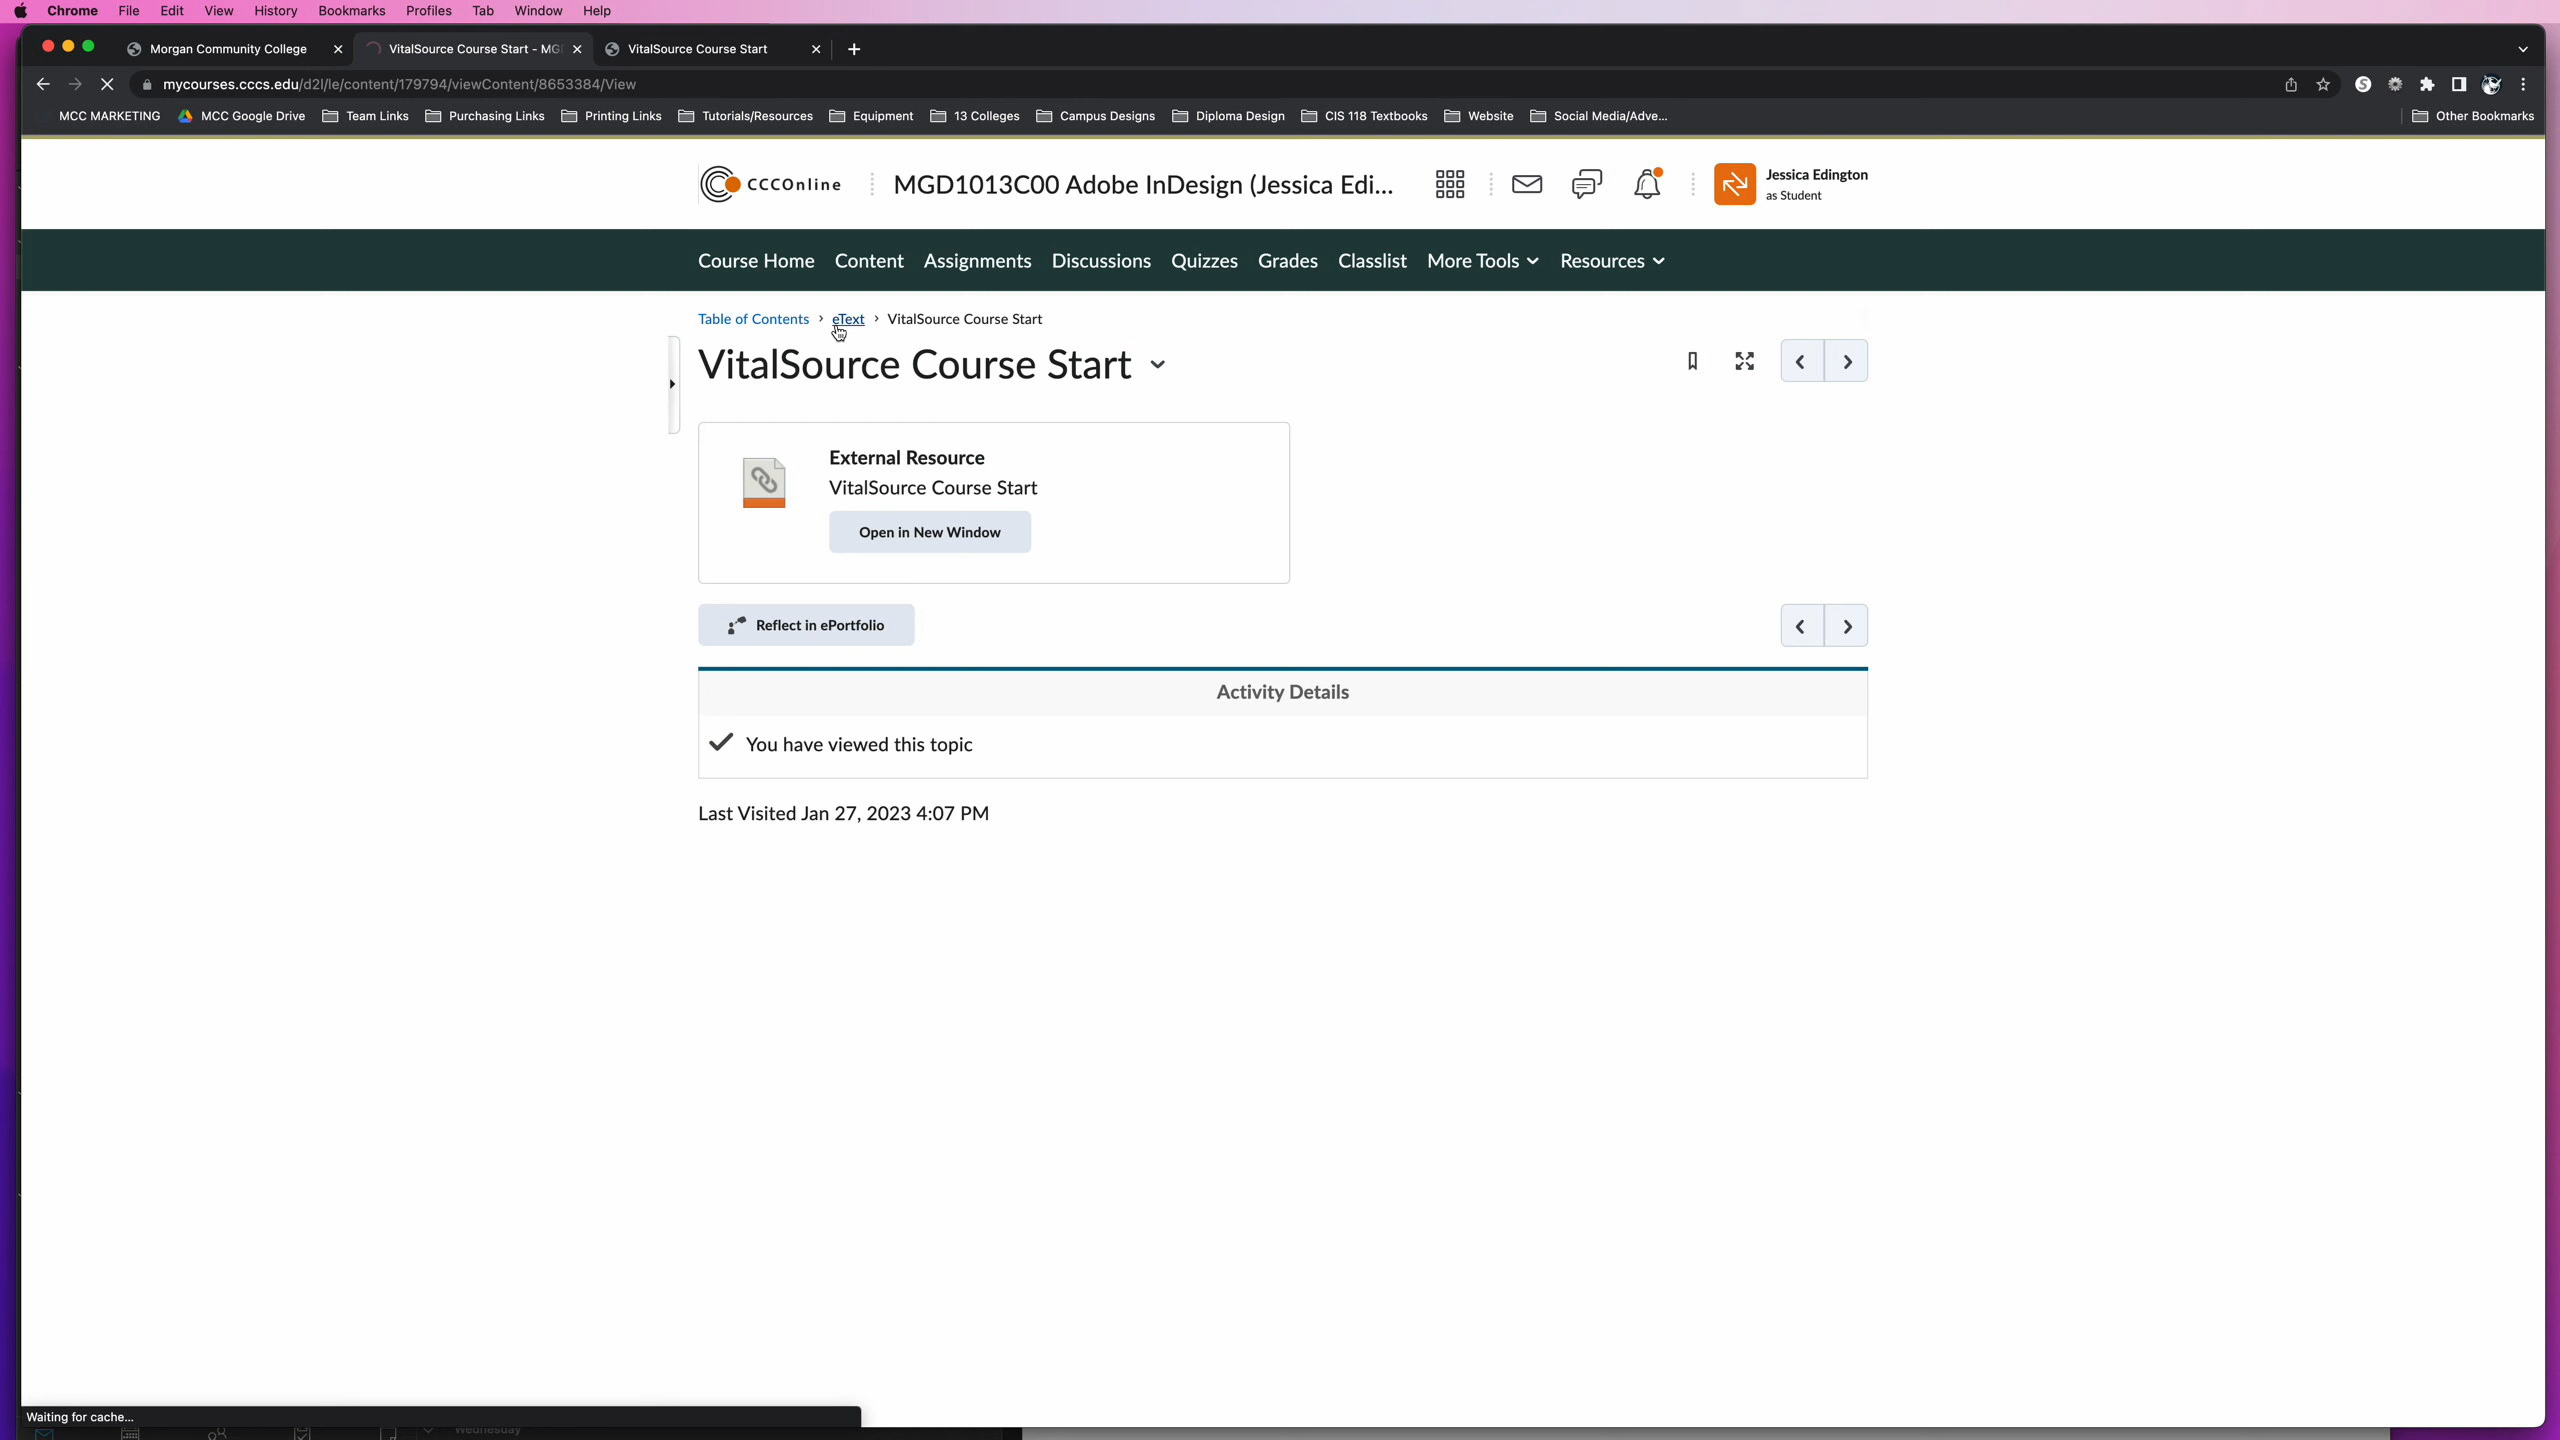 Chrome File Edit View History Bookmarks Profiles Tab Window Help
Morgan Community College VitalSource Course Start - MG VitalSource Course Start
mycourses.cccs.edu/d2l/le/content/179794/viewContent/8653384/View
MCC MARKETING MCC Google Drive Team Links Purchasing Links Printing Links Tutorials/Resources Equipment 13 Colleges Campus Designs Diploma Design CIS 118 Textbooks Website Social Media/Adve... Other Bookmarks
CCCOnline MGD1013C00 Adobe InDesign (Jessica Edi... Jessica Edington
as Student
Course Home Content Assignments Discussions Quizzes Grades Classlist More Tools Resources
Table of Contents › eText › VitalSource Course Start
VitalSource Course Start
External Resource
VitalSource Course Start
Open in New Window
Reflect in ePortfolio
Activity Details
You have viewed this topic
Last Visited Jan 27, 2023 4:07 PM
Waiting for cache...
Wednesday